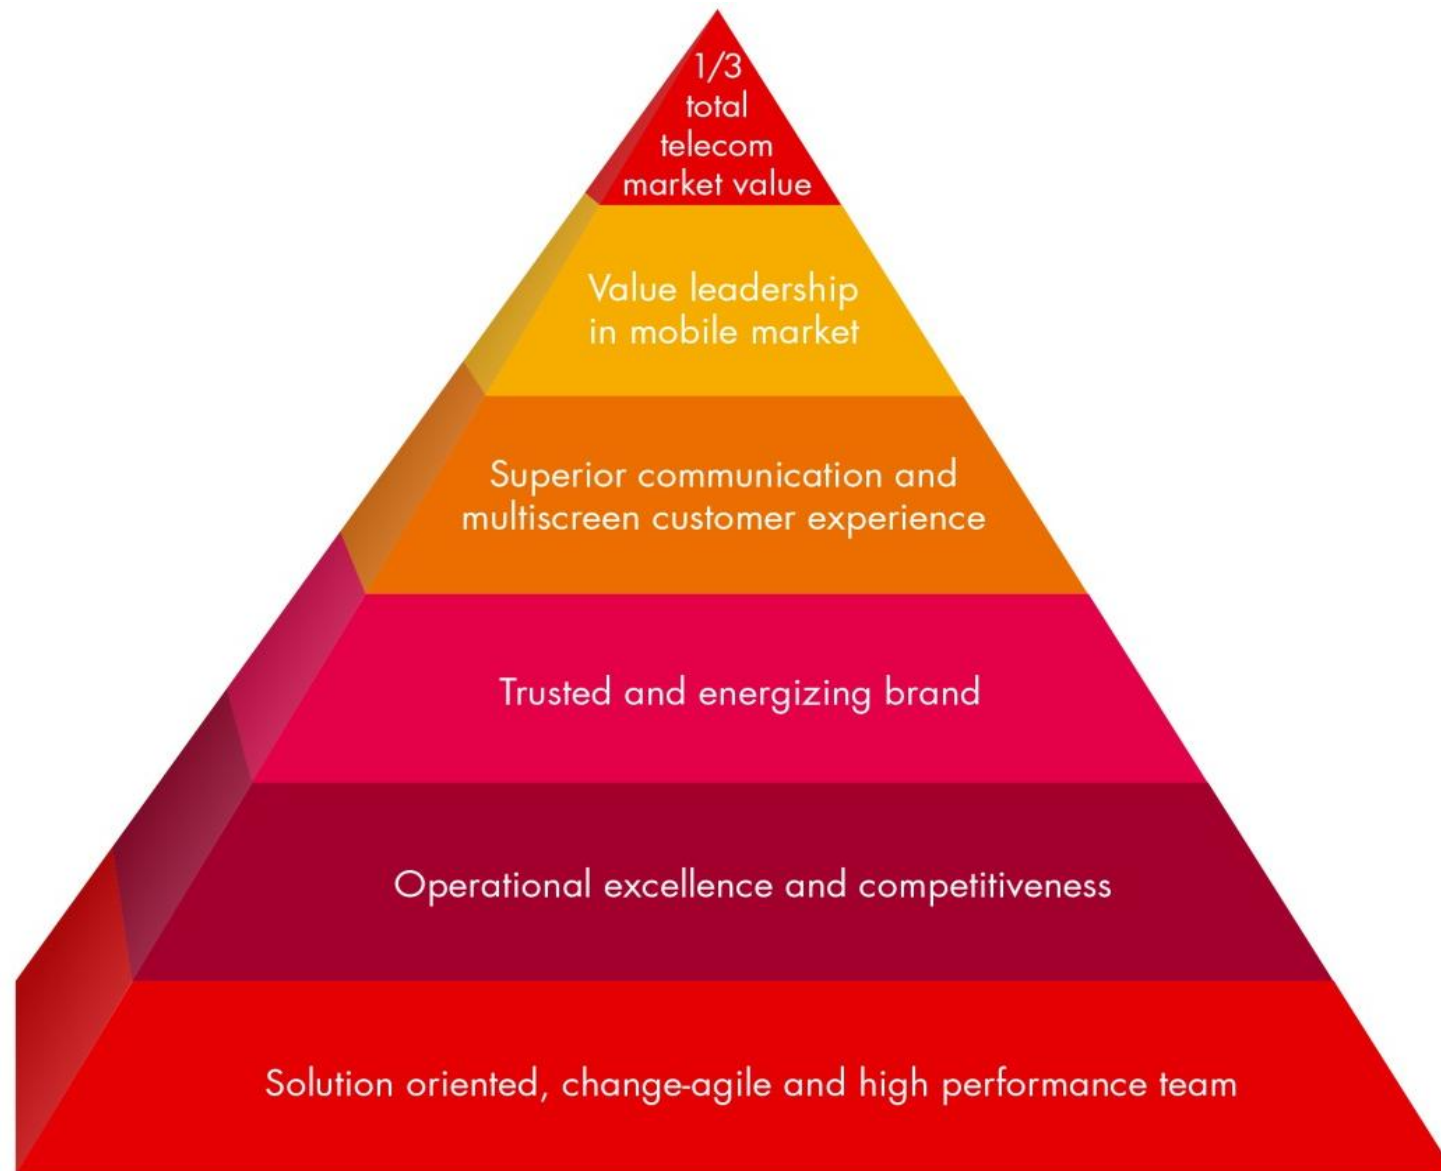 1/3
total
telecom
market value
Value leadership
in mobile market
Superior communication and
multiscreen customer experience
Trusted and energizing brand
Operational excellence and competitiveness
Solution oriented, change-agile and high performance team